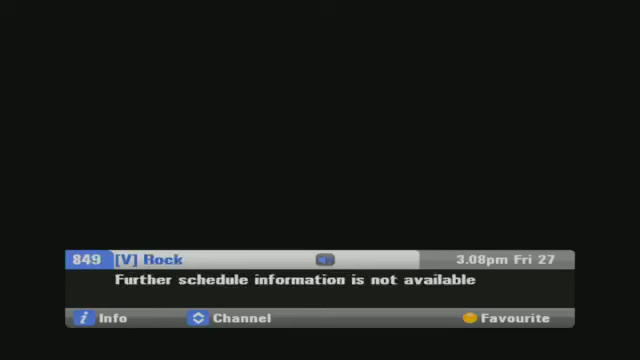 849 [V] Rock 3.08pm Fri 27
Further schedule information is not available
i Info Channel Favourite